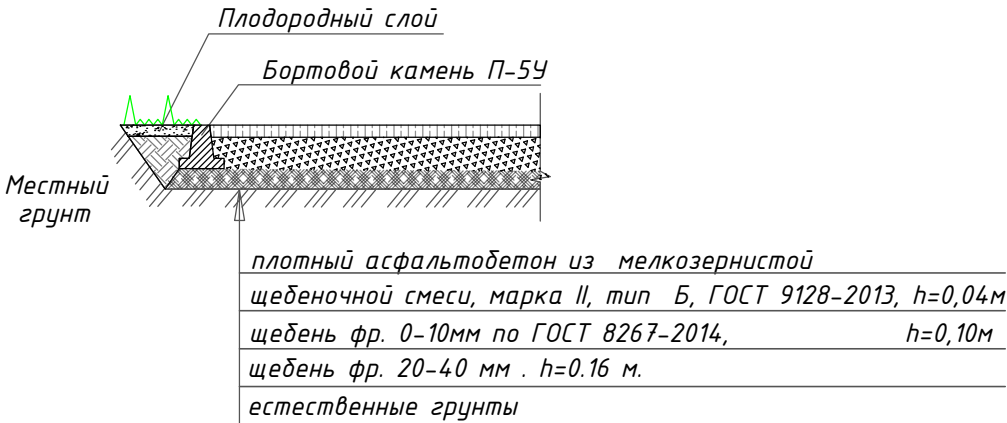 Плодородный слой
Бортовой камень П-5У
Местный
грунт
плотный асфальтобетон из мелкозернистой
щебеночной смеси, марка II, тип Б, ГОСТ 9128-2013, h=0,04м
щебень фр. 0-10мм по ГОСТ 8267-2014, h=0,10м
щебень фр. 20-40 мм . h=0.16 м.
естественные грунты